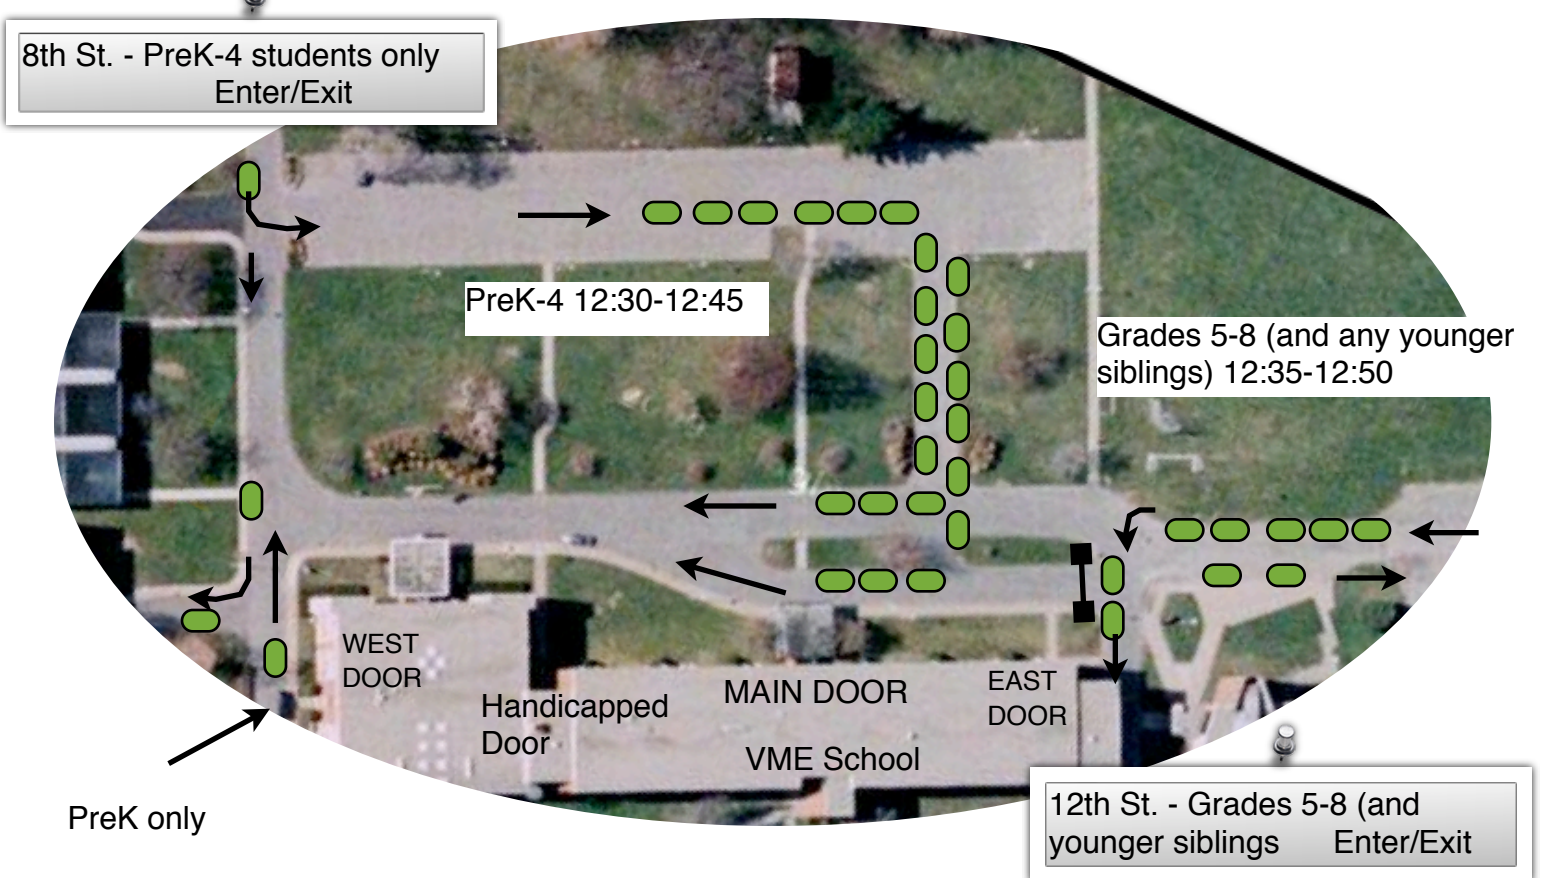 8th St. - PreK-4 students only
Enter/Exit
PreK-4 12:30-12:45
Grades 5-8 (and any younger
siblings) 12:35-12:50
WEST
DOOR
Handicapped
Door
MAIN DOOR
EAST
DOOR
VME School
PreK only
12th St. - Grades 5-8 (and
younger siblings Enter/Exit